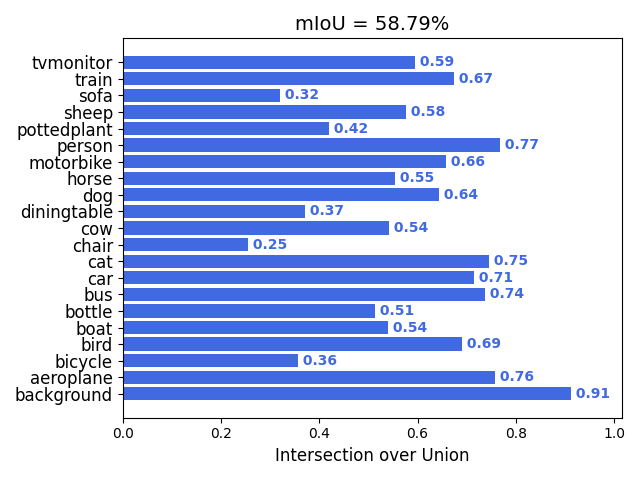 mIoU = 58.79%
tvmonitor 0.59
train 0.67
sofa 0.32
sheep 0.58
pottedplant 0.42
person 0.77
motorbike 0.66
horse 0.55
dog 0.64
diningtable 0.37
cow 0.54
chair 0.25
cat 0.75
car 0.71
bus 0.74
bottle 0.51
boat 0.54
bird 0.69
bicycle 0.36
aeroplane 0.76
background 0.91
0.0 0.2 0.4 0.6 0.8 1.0
Intersection over Union